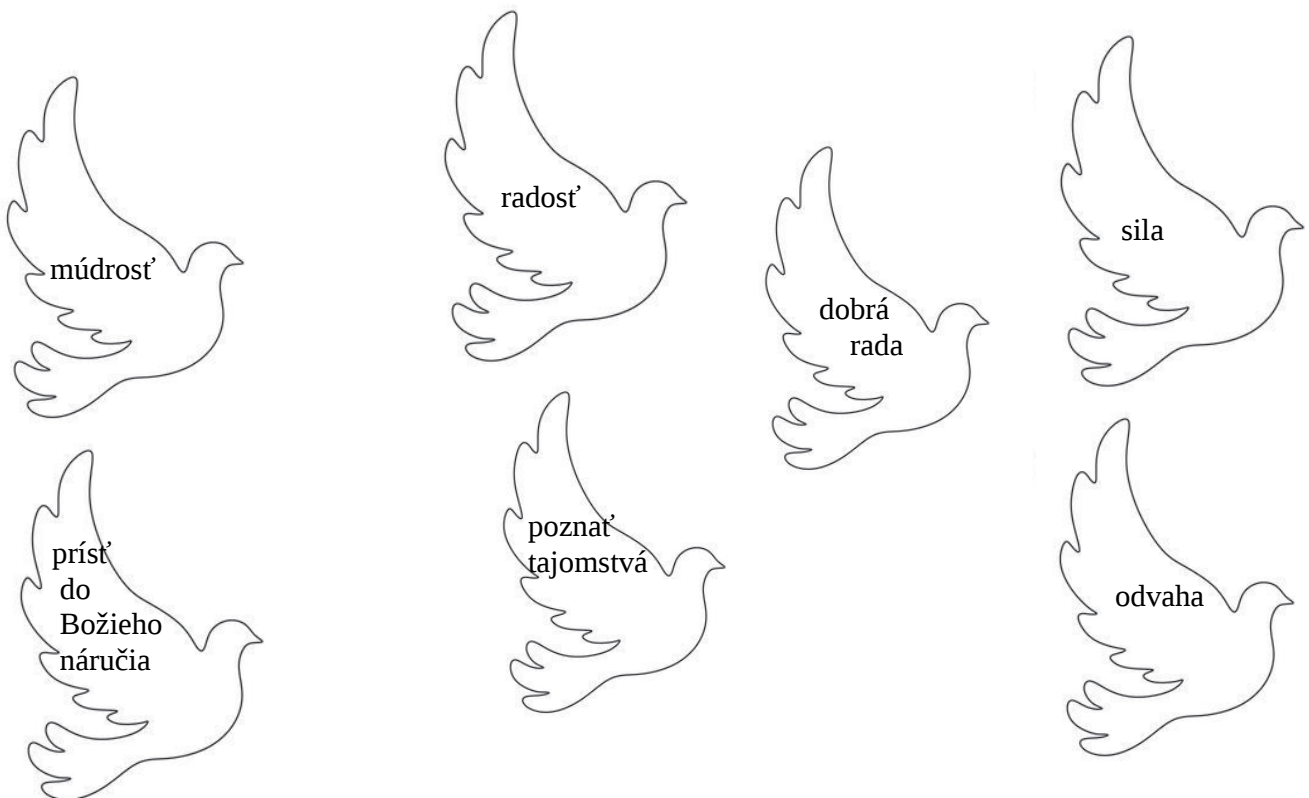 múdrosť
radosť
dobrá
rada
sila
prísť
do
Božieho
náručia
poznať
tajomstvá
odvaha